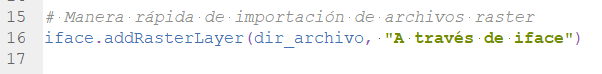 15 # Manera rápida de importación de archivos raster
16 iface.addRasterLayer(dir_archivo, "A través de iface")
17